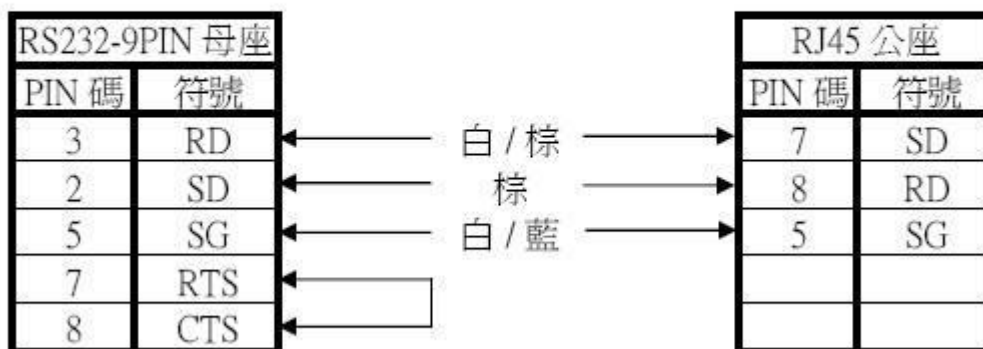 RS232-9PIN 母座 RJ45 公座
PIN 碼 符號 PIN 碼 符號
3 RD 白 / 棕 7 SD
2 SD 棕 8 RD
5 SG 白 / 藍 5 SG
7 RTS
8 CTS